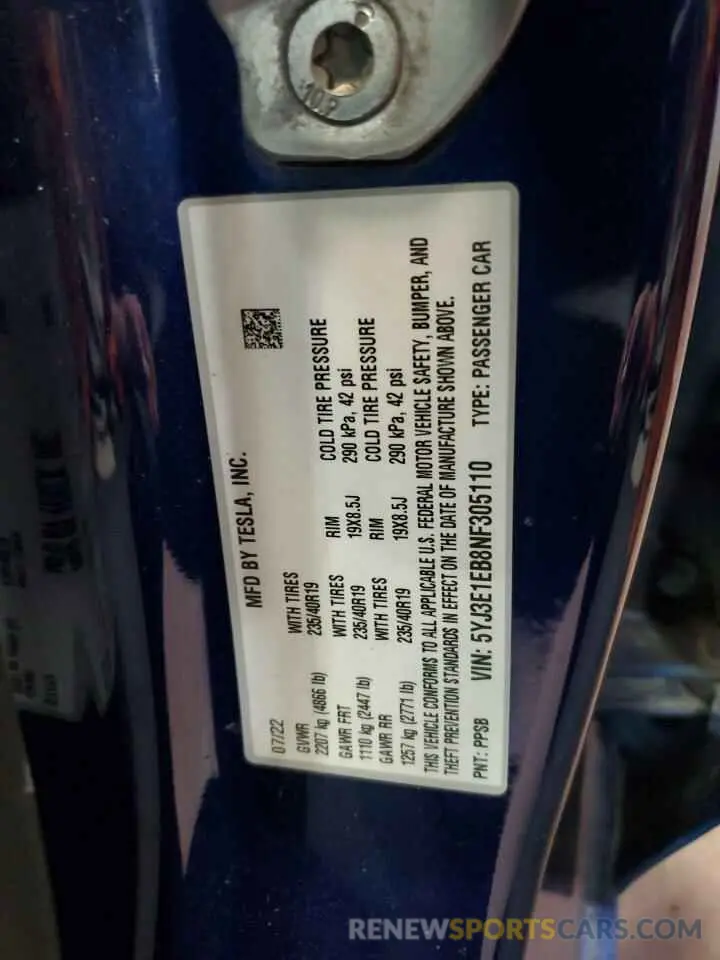 MFD BY TESLA, INC.
07/22
GVWR WITH TIRES
2207 kg (4866 lb) 235/40R19
GAWR FRT WITH TIRES RIM COLD TIRE PRESSURE
1110 kg (2447 lb) 235/40R19 19X8.5J 290 kPa, 42 psi
GAWR RR WITH TIRES RIM COLD TIRE PRESSURE
1257 kg (2771 lb) 235/40R19 19X8.5J 290 kPa, 42 psi
THIS VEHICLE CONFORMS TO ALL APPLICABLE U.S. FEDERAL MOTOR VEHICLE SAFETY, BUMPER, AND
THEFT PREVENTION STANDARDS IN EFFECT ON THE DATE OF MANUFACTURE SHOWN ABOVE.
PNT: PPSB VIN: 5YJ3E1EB8NF305110 TYPE: PASSENGER CAR
10.9
RENEWSPORTSCARS.COM